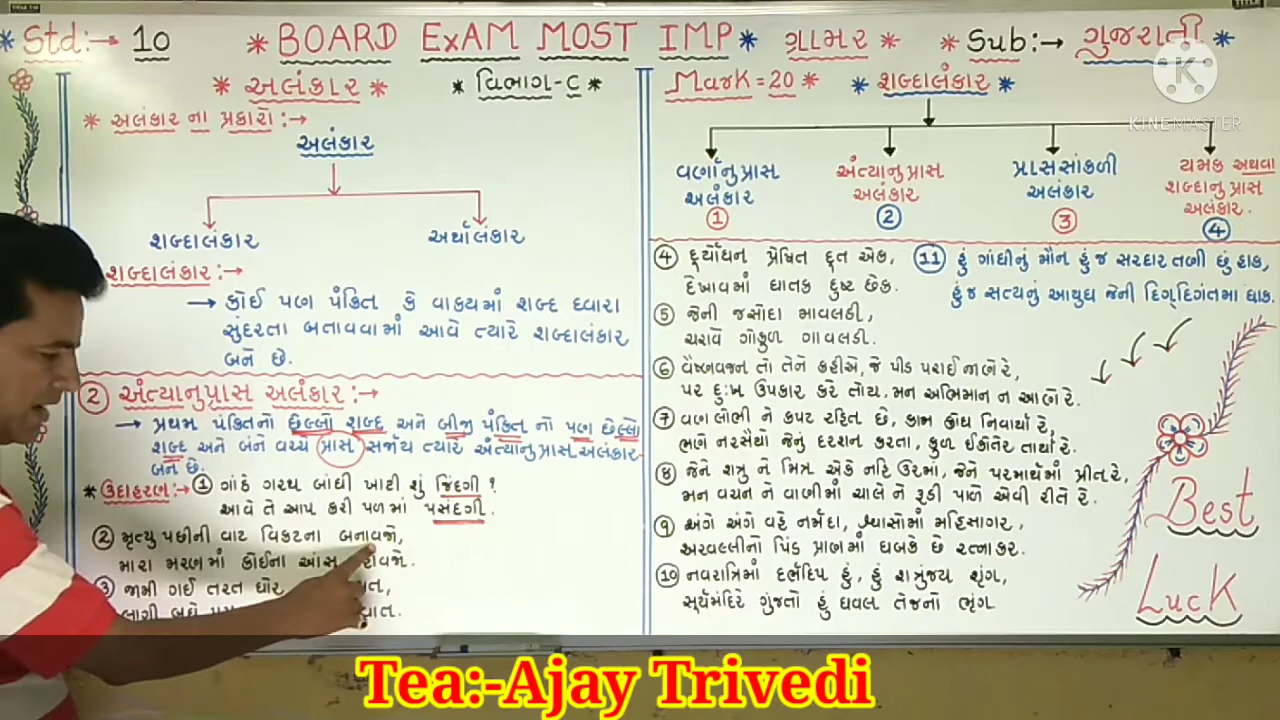 * Std:→ 10 * BOARD ExAM MOST IMP * ગ્રામર * * Sub:→ ગુજરાતી *
* અલંકાર * * વિભાગ-C * Mark = 20 * * શબ્દાલંકાર *
KINEMASTER
* અલંકાર ના પ્રકારો:→
અલંકાર
શબ્દાલંકાર અર્થાલંકાર
શબ્દાલંકાર:→
→ કોઈ પણ પંકિત કે વાકયમાં શબ્દ દ્વારા
સુંદરતા બતાવવામાં આવે ત્યારે શબ્દાલંકાર
બને છે.
② અંત્યાનુપ્રાસ અલંકાર:→
→ પ્રથમ પંકિતનો છેલ્લો શબ્દ અને બીજી પંકિત નો પણ છેલ્લો
શબ્દ અને બંને વચ્ચે પ્રાસ સર્જાય ત્યારે અંત્યાનુપ્રાસ અલંકાર
બને છે.
* ઉદાહરણ:→ ① ગાંઠે ગરથ બાંધી ખાટી શું જિંદગી ?
આવે તે આપ કરી પળમાં પસંદગી.
② મૃત્યુ પછીની વાટ વિકટના બનાવજો,
મારા મરણમાં કોઈના આંસુ
③ જામી ગઈ તરત ઘોર
લાગી બધે
વર્ણાનુપ્રાસ અંત્યાનુપ્રાસ પ્રાસસાંકળી યમક અથવા
અલંકાર અલંકાર અલંકાર શબ્દાનુપ્રાસ
અલંકાર.
① ② ③ ④
④ દૂર્યોધન પ્રેષિત દૂત એક,
દેખાવમાં ઘાતક દુષ્ટ છેક.
⑤ જેની જસોદા માવલડી,
ચરાવે ગોકુળ ગાવલડી.
⑥ વૈષ્ણવજન તો તેને કહીએ, જે પીડ પરાઈ જાણે રે,
પર દુઃખ ઉપકાર કરે તોય, મન અભિમાન ન આણે રે.
⑦ વણ લોભી ને કપટ રહિત છે, કામ ક્રોધ નિવાર્યા રે,
ભણે નરસૈયો જેનું દરશન કરતા, કુળ ઈકોતેર તાર્યા રે.
⑧ જેને શત્રુ ને મિત્ર એકે નહિ ઉરમાં, જેને પરમાર્થમાં પ્રીત રે,
મન વચન ને વાણીમાં ચાલે ને રૂડી પાળે એવી રીતે રે.
⑨ અંગે અંગે વહે નર્મદા, શ્વાસોમાં મહિસાગર,
અરવલ્લીનો પિંડ પ્રાણમાં ધબકે છે રત્નાકર.
⑩ નવરાત્રિમાં દર્ભદિપ હું, હું શત્રુંજય શૃંગ,
સૂર્યમંદિરે ગુંજતો હું ધવલ તેજનો ભૃંગ
⑪ હું ગાંધીનું મૌન હું જ સરદાર તણી છું હાક,
હું જ સત્યનું આયુધ જેની દિગ્દિગંતમાં ધાક.
Best
Luck
Tea:-Ajay Trivedi